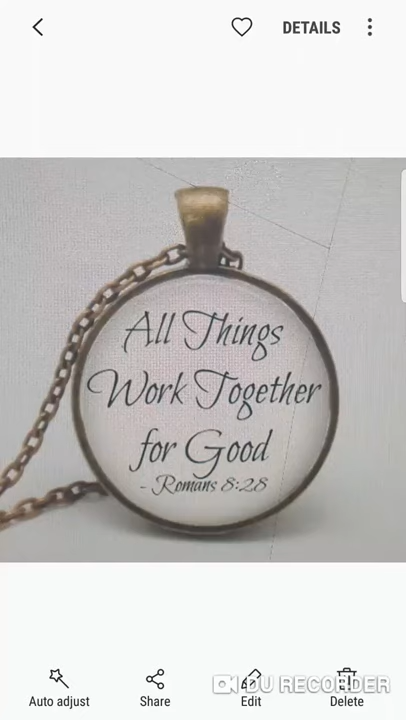 DETAILS
All Things
Work Together
for Good
- Romans 8:28
DU RECORDER
Auto adjust
Share
Edit
Delete